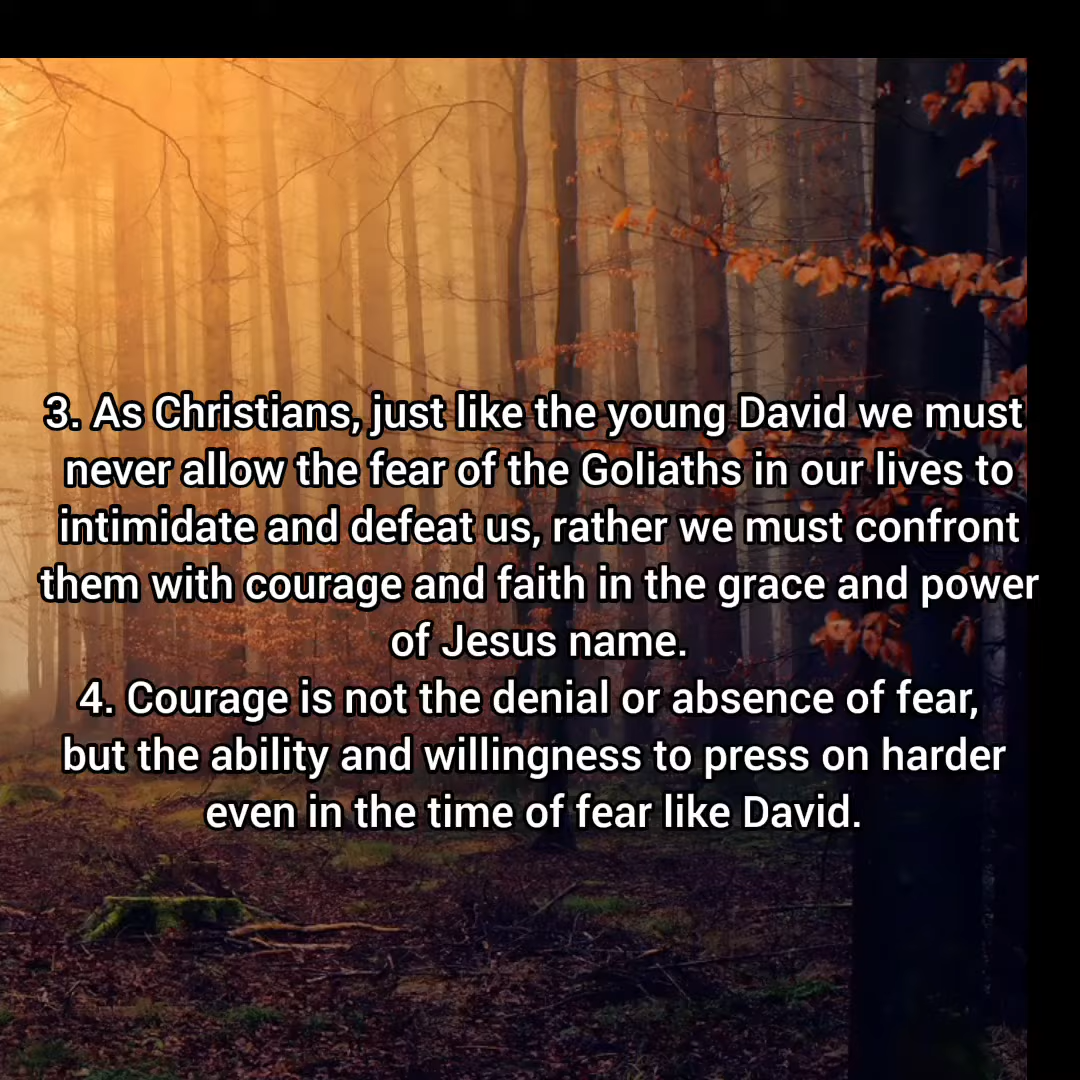 3. As Christians, just like the young David we must
never allow the fear of the Goliaths in our lives to
intimidate and defeat us, rather we must confront
them with courage and faith in the grace and power
of Jesus name.
4. Courage is not the denial or absence of fear,
but the ability and willingness to press on harder
even in the time of fear like David.